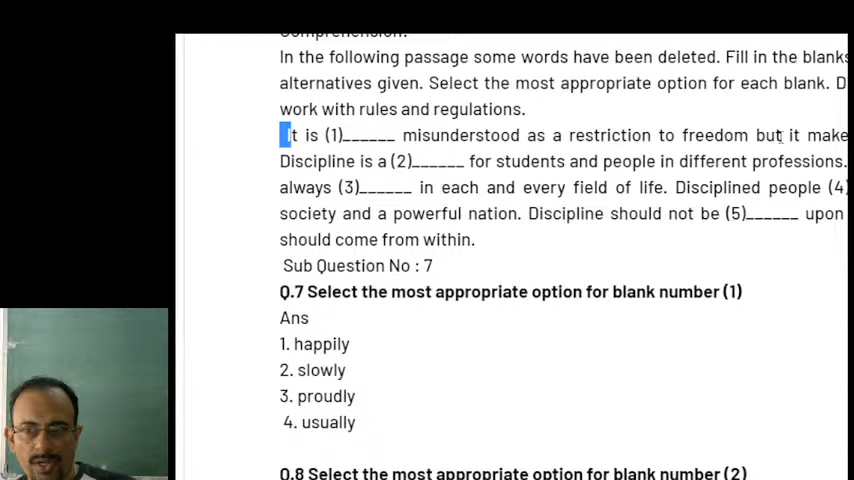 Comprehension:
In the following passage some words have been deleted. Fill in the blanks
alternatives given. Select the most appropriate option for each blank. D
work with rules and regulations.
It is (1)______ misunderstood as a restriction to freedom but it make
Discipline is a (2)______ for students and people in different professions.
always (3)______ in each and every field of life. Disciplined people (4)
society and a powerful nation. Discipline should not be (5)______ upon
should come from within.
Sub Question No : 7
Q.7 Select the most appropriate option for blank number (1)
Ans
1. happily
2. slowly
3. proudly
4. usually
Q.8 Select the most appropriate option for blank number (2)